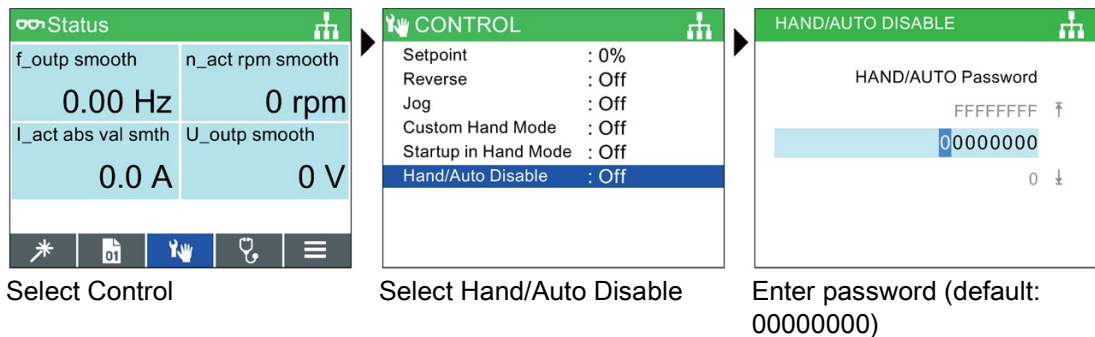 Status
f_outp smooth
n_act rpm smooth
0.00 Hz
0 rpm
I_act abs val smth
U_outp smooth
0.0 A
0 V
01
Select Control
CONTROL
Setpoint : 0%
Reverse : Off
Jog : Off
Custom Hand Mode : Off
Startup in Hand Mode : Off
Hand/Auto Disable : Off
Select Hand/Auto Disable
HAND/AUTO DISABLE
HAND/AUTO Password
FFFFFFFF
00000000
0
Enter password (default:
00000000)